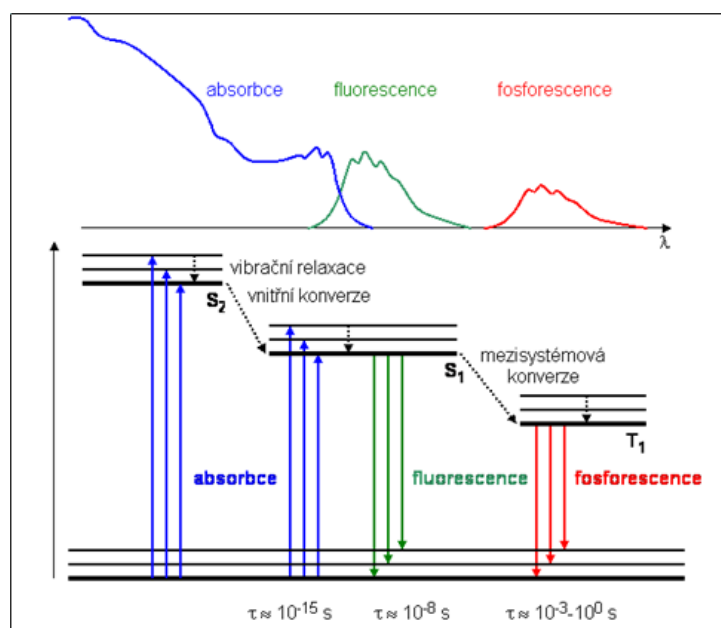 absorbce fluorescence fosforescence
λ
vibrační relaxace
S₂ vnitřní konverze
mezisystémová
S₁ konverze
T₁
absorbce fluorescence fosforescence
τ ≈ 10⁻¹⁵ s τ ≈ 10⁻⁸ s τ ≈ 10⁻³-10⁰ s